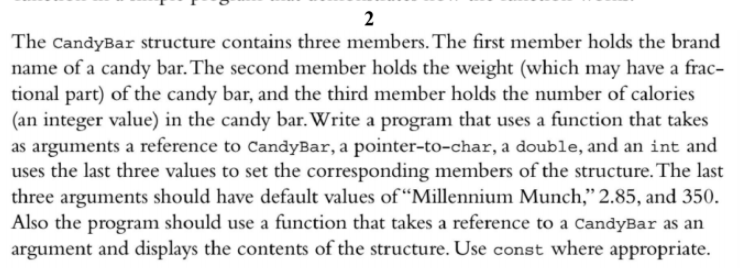 2
The CandyBar structure contains three members. The first member holds the brand
name of a candy bar. The second member holds the weight (which may have a frac-
tional part) of the candy bar, and the third member holds the number of calories
(an integer value) in the candy bar. Write a program that uses a function that takes
as arguments a reference to CandyBar, a pointer-to-char, a double, and an int and
uses the last three values to set the corresponding members of the structure. The last
three arguments should have default values of “Millennium Munch,” 2.85, and 350.
Also the program should use a function that takes a reference to a CandyBar as an
argument and displays the contents of the structure. Use const where appropriate.